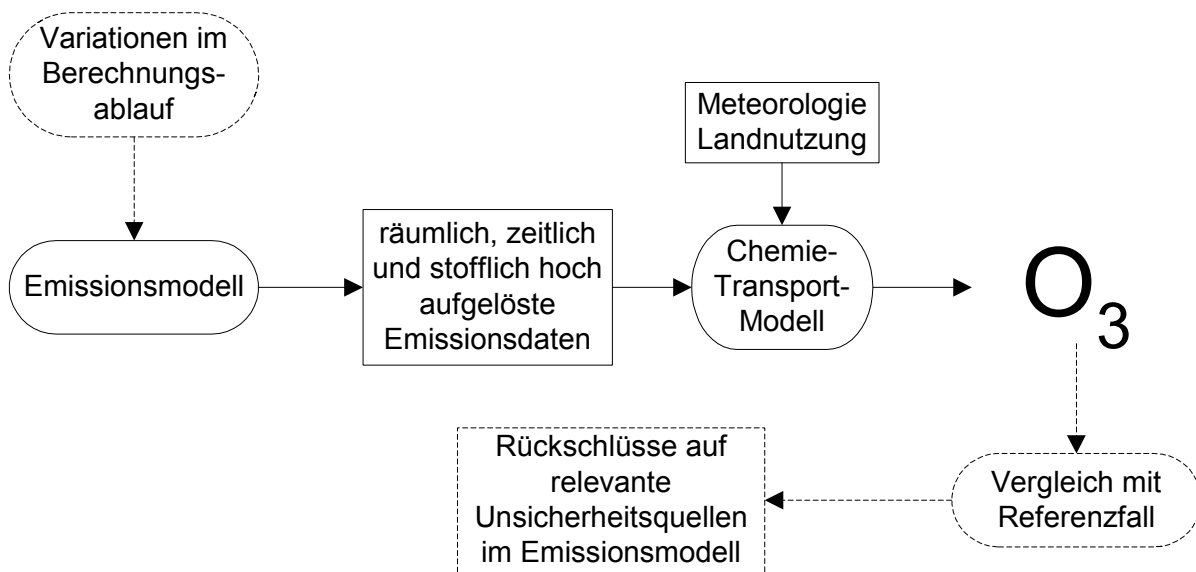 Variationen im
Berechnungs-
ablauf
Meteorologie
Landnutzung
Emissionsmodell
räumlich, zeitlich
und stofflich hoch
aufgelöste
Emissionsdaten
Chemie-
Transport-
Modell
O3
Rückschlüsse auf
relevante
Unsicherheitsquellen
im Emissionsmodell
Vergleich mit
Referenzfall